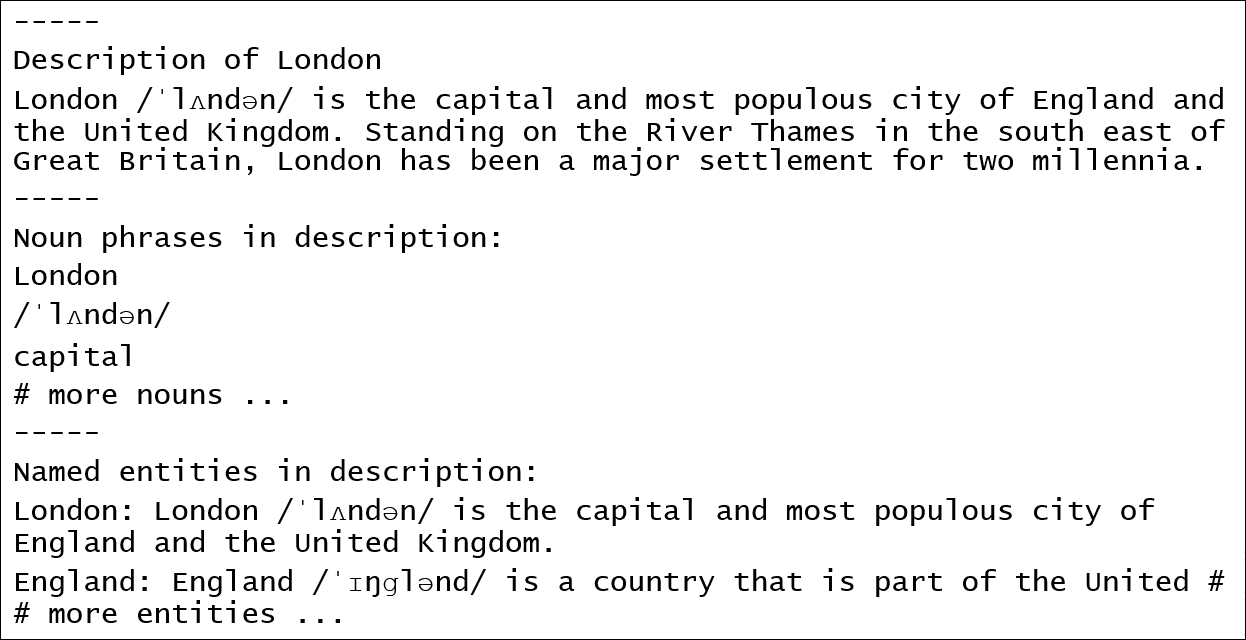 -----
Description of London
London /ˈlʌndən/ is the capital and most populous city of England and
the United Kingdom. Standing on the River Thames in the south east of
Great Britain, London has been a major settlement for two millennia.
-----
Noun phrases in description:
London
/ˈlʌndən/
capital
# more nouns ...
-----
Named entities in description:
London: London /ˈlʌndən/ is the capital and most populous city of
England and the United Kingdom.
England: England /ˈɪŋɡlənd/ is a country that is part of the United #
# more entities ...